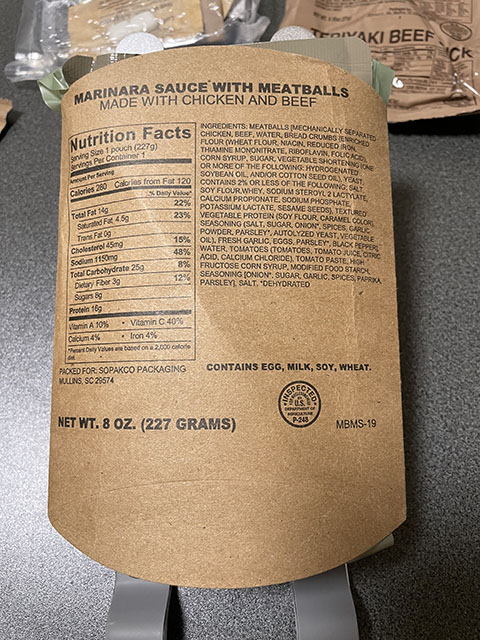 TERIYAKI BEEF
MARINARA SAUCE WITH MEATBALLS
MADE WITH CHICKEN AND BEEF
Nutrition Facts
Serving Size 1 pouch (227g)
Servings Per Container 1
Amount Per Serving
Calories 280 Calories from Fat 120
% Daily Value*
Total Fat 14g 22%
Saturated Fat 4.5g 23%
Trans Fat 0g
Cholesterol 45mg 15%
Sodium 1150mg 48%
Total Carbohydrate 25g 8%
Dietary Fiber 3g 12%
Sugars 8g
Protein 16g
Vitamin A 10% • Vitamin C 40%
Calcium 4% • Iron 4%
*Percent Daily Values are based on a 2,000 calorie
diet
INGREDIENTS: MEATBALLS (MECHANICALLY SEPARATED
CHICKEN, BEEF, WATER, BREAD CRUMBS [ENRICHED
FLOUR (WHEAT FLOUR, NIACIN, REDUCED IRON,
THIAMINE MONONITRATE, RIBOFLAVIN, FOLIC ACID),
CORN SYRUP, SUGAR, VEGETABLE SHORTENING (ONE
OR MORE OF THE FOLLOWING: HYDROGENATED
SOYBEAN OIL, AND/OR COTTON SEED OIL), YEAST,
CONTAINS 2% OR LESS OF THE FOLLOWING: SALT,
SOY FLOUR, WHEY, SODIUM STEROYL 2 LACTYLATE,
CALCIUM PROPIONATE, SODIUM PHOSPHATE,
POTASSIUM LACTATE, SESAME SEEDS], TEXTURED
VEGETABLE PROTEIN (SOY FLOUR, CARAMEL COLOR),
SEASONING (SALT, SUGAR, ONION*, SPICES, GARLIC
POWDER, PARSLEY*, AUTOLYZED YEAST, VEGETABLE
OIL), FRESH GARLIC, EGGS, PARSLEY*, BLACK PEPPER),
WATER, TOMATOES (TOMATOES, TOMATO JUICE, CITRIC
ACID, CALCIUM CHLORIDE), TOMATO PASTE, HIGH
FRUCTOSE CORN SYRUP, MODIFIED FOOD STARCH,
SEASONING [ONION*, SUGAR, GARLIC, SPICES, PAPRIKA,
PARSLEY], SALT. *DEHYDRATED
PACKED FOR: SOPAKCO PACKAGING
MULLINS, SC 29574
CONTAINS EGG, MILK, SOY, WHEAT.
INSPECTED
U.S.
DEPARTMENT OF
AGRICULTURE
P-248
NET WT. 8 OZ. (227 GRAMS)
MBMS-19